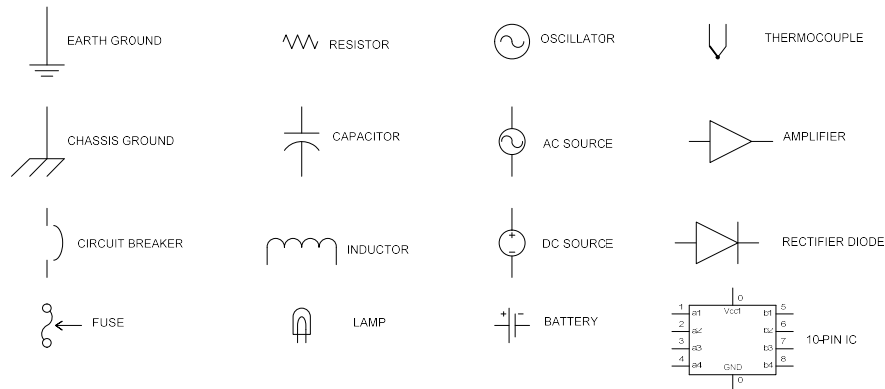 EARTH GROUND
RESISTOR
OSCILLATOR
THERMOCOUPLE
CHASSIS GROUND
CAPACITOR
AC SOURCE
AMPLIFIER
CIRCUIT BREAKER
INDUCTOR
+
-
DC SOURCE
RECTIFIER DIODE
FUSE
LAMP
+ -
BATTERY
0
1 a1 Vcc1 b1 5
2 a2 b2 6
3 a3 b3 7
4 a4 GND b4 8
0
10-PIN IC